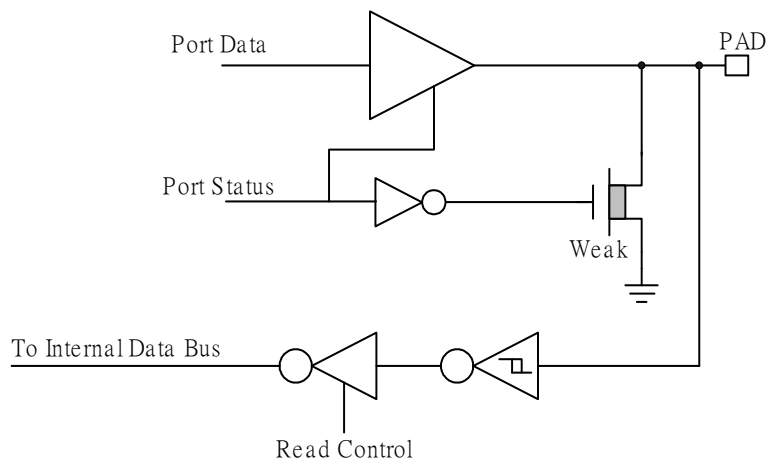 Port Data
PAD
Port Status
Weak
To Internal Data Bus
Read Control